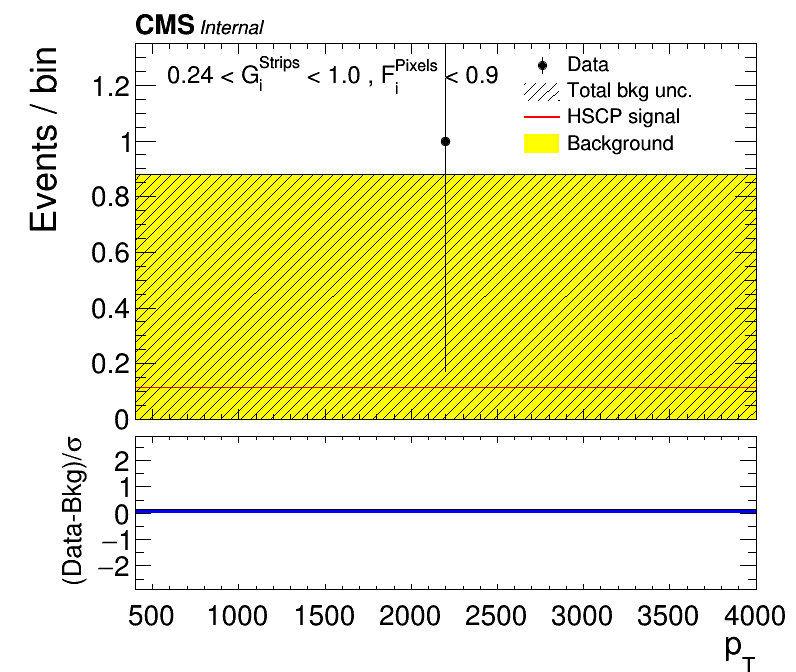 CMS Internal
0.24 < G_i^Strips < 1.0 , F_i^Pixels < 0.9
Data
Total bkg unc.
HSCP signal
Background
Events / bin
1.2
1
0.8
0.6
0.4
0.2
0
(Data-Bkg)/σ
2
1
0
−1
−2
500 1000 1500 2000 2500 3000 3500 4000
p_T